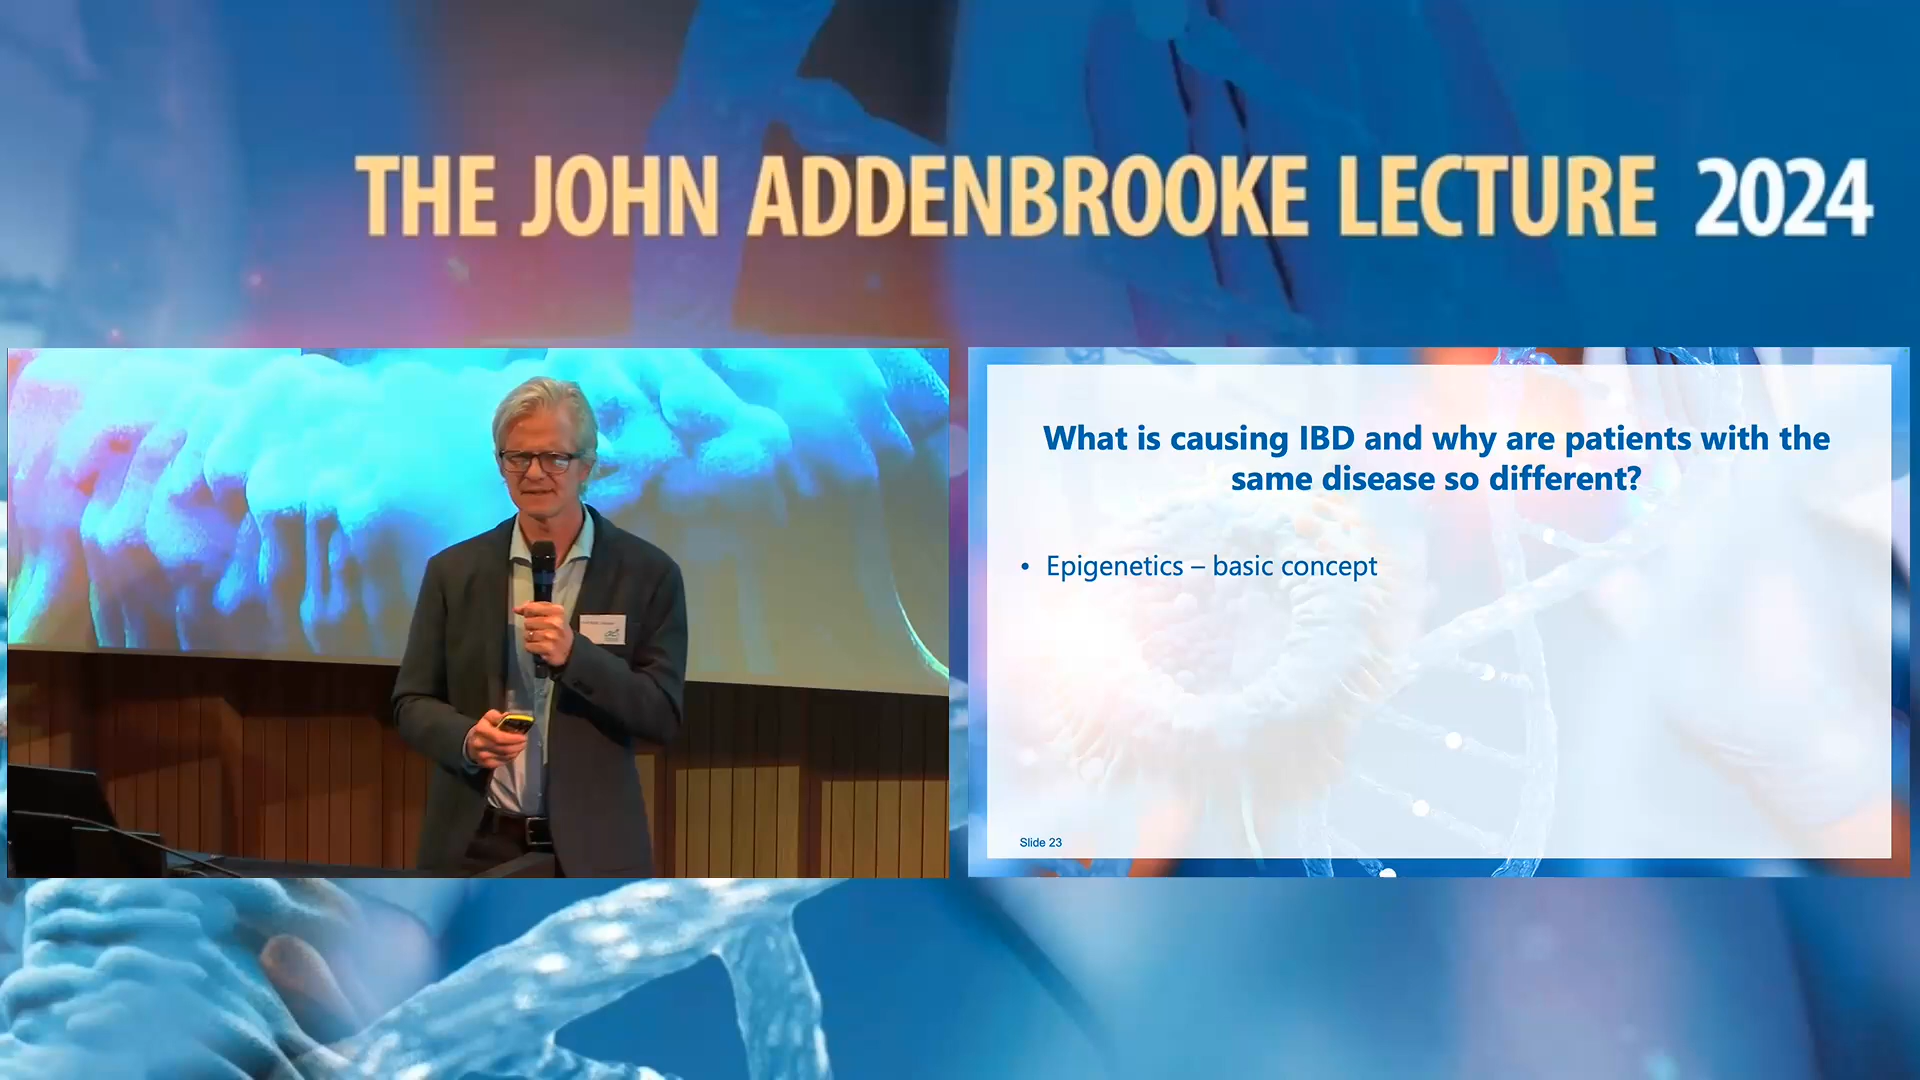 THE JOHN ADDENBROOKE LECTURE 2024
What is causing IBD and why are patients with the
same disease so different?
• Epigenetics – basic concept
Slide 23